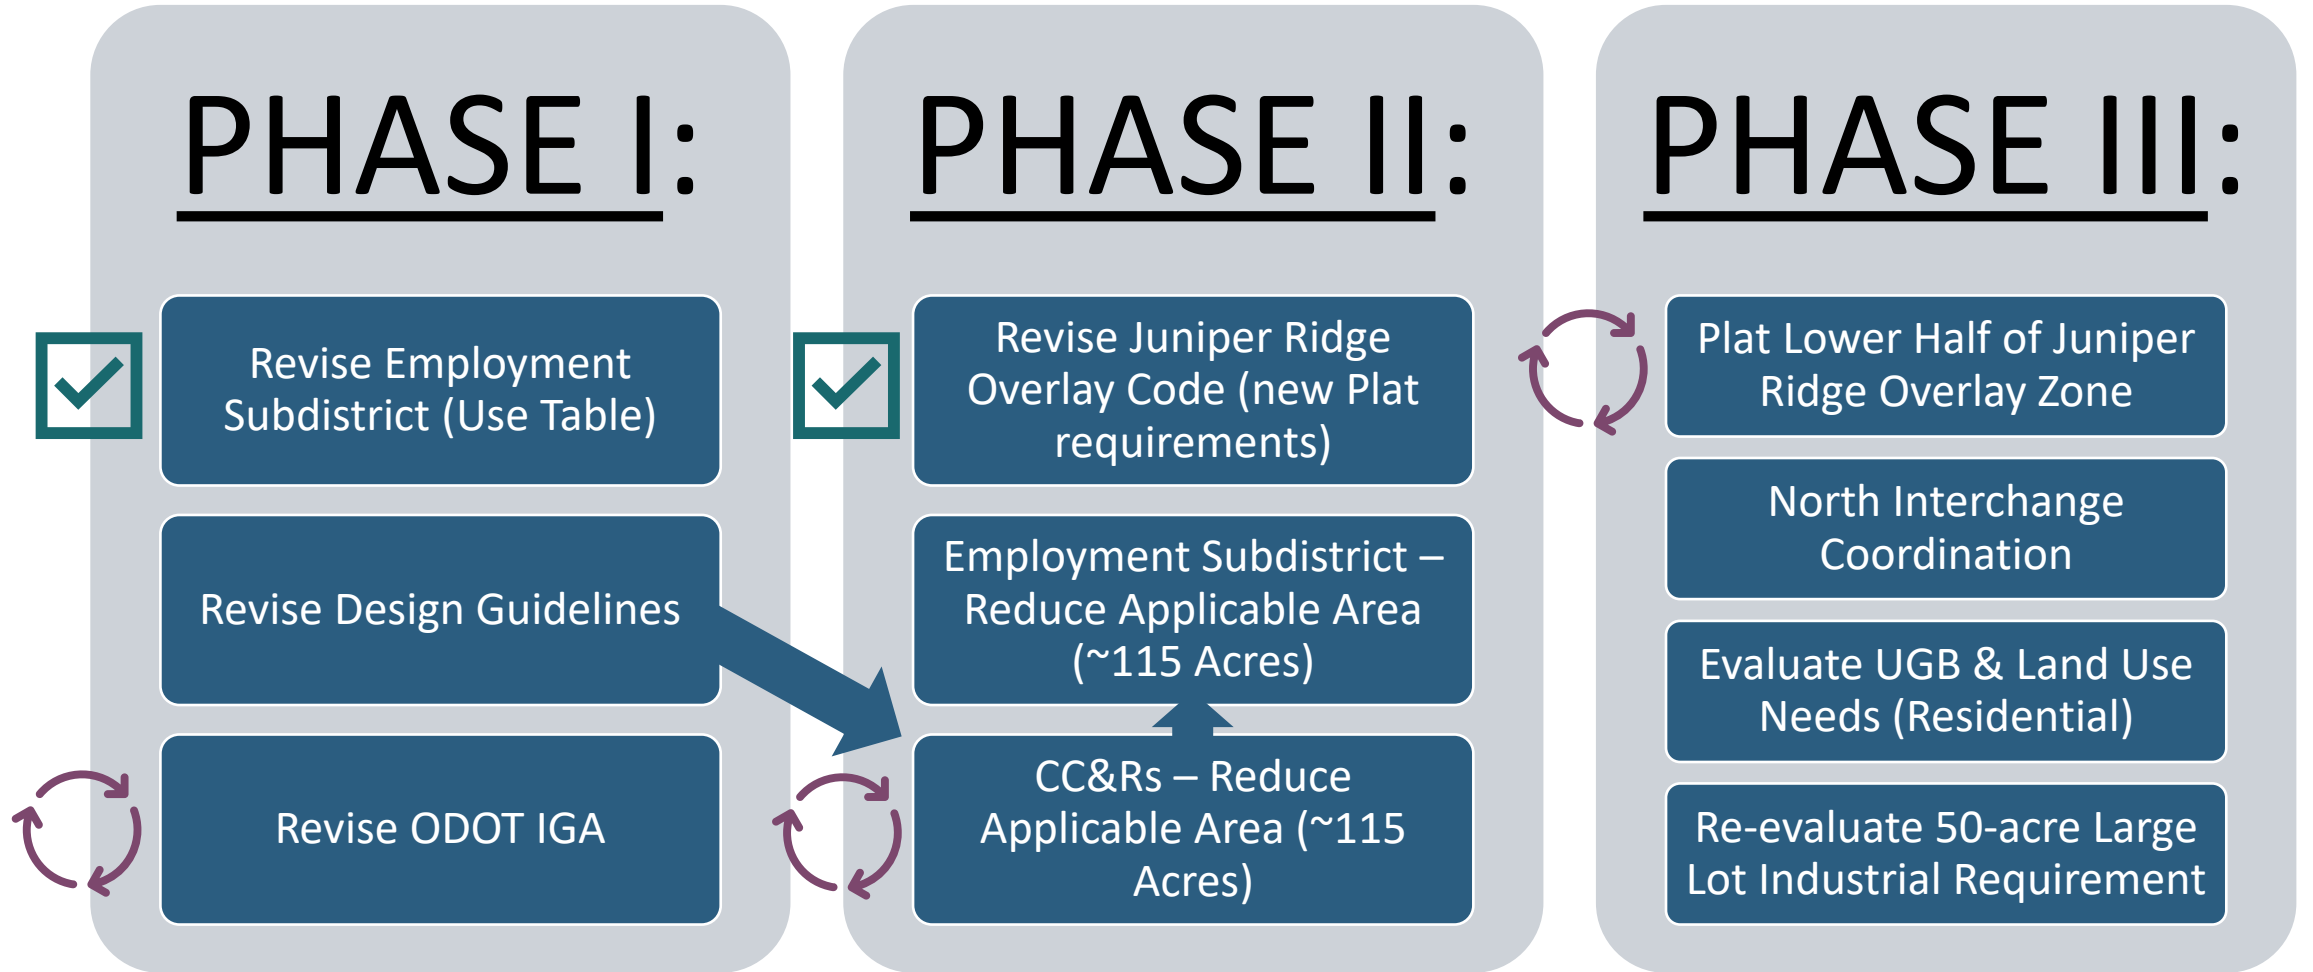 PHASE I:
Revise Employment
Subdistrict (Use Table)
Revise Design Guidelines
Revise ODOT IGA
PHASE II:
Revise Juniper Ridge
Overlay Code (new Plat
requirements)
Employment Subdistrict –
Reduce Applicable Area
(~115 Acres)
CC&Rs – Reduce
Applicable Area (~115
Acres)
PHASE III:
Plat Lower Half of Juniper
Ridge Overlay Zone
North Interchange
Coordination
Evaluate UGB & Land Use
Needs (Residential)
Re-evaluate 50-acre Large
Lot Industrial Requirement